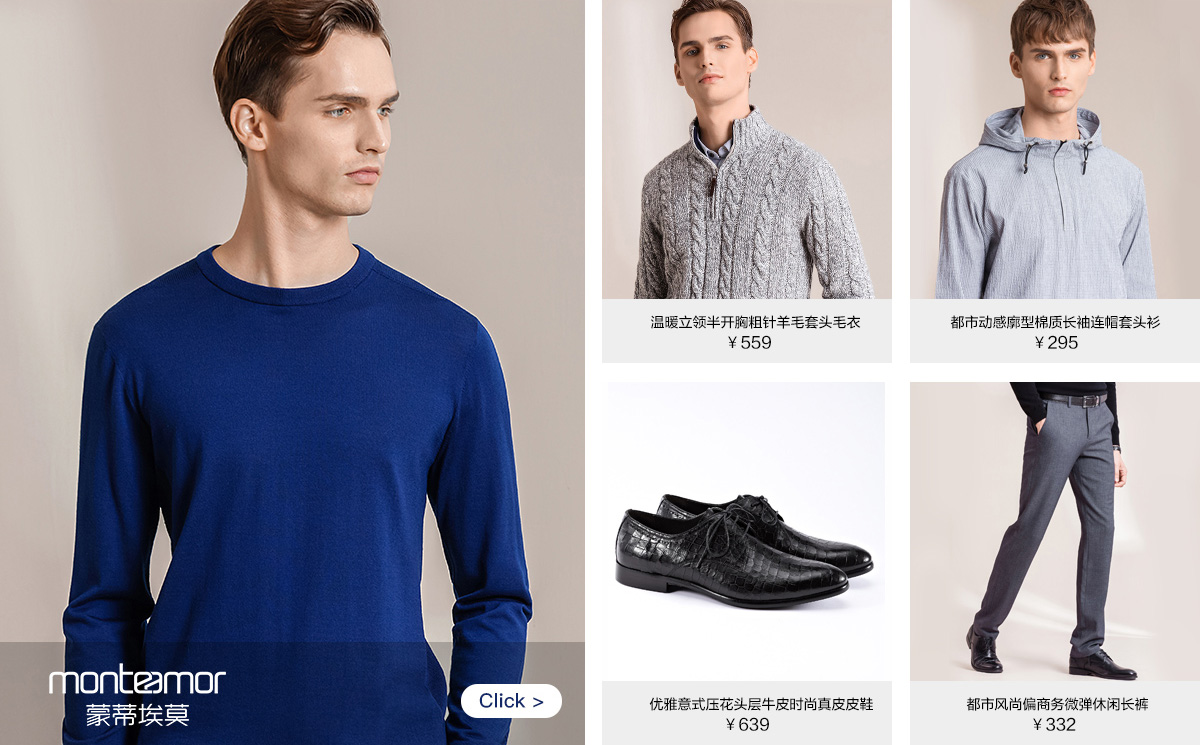 monteamor
蒙蒂埃莫
Click >
温暖立领半开胸粗针羊毛套头毛衣
¥ 559
都市动感廓型棉质长袖连帽套头衫
¥ 295
优雅意式压花头层牛皮时尚真皮皮鞋
¥ 639
都市风尚偏商务微弹休闲长裤
¥ 332